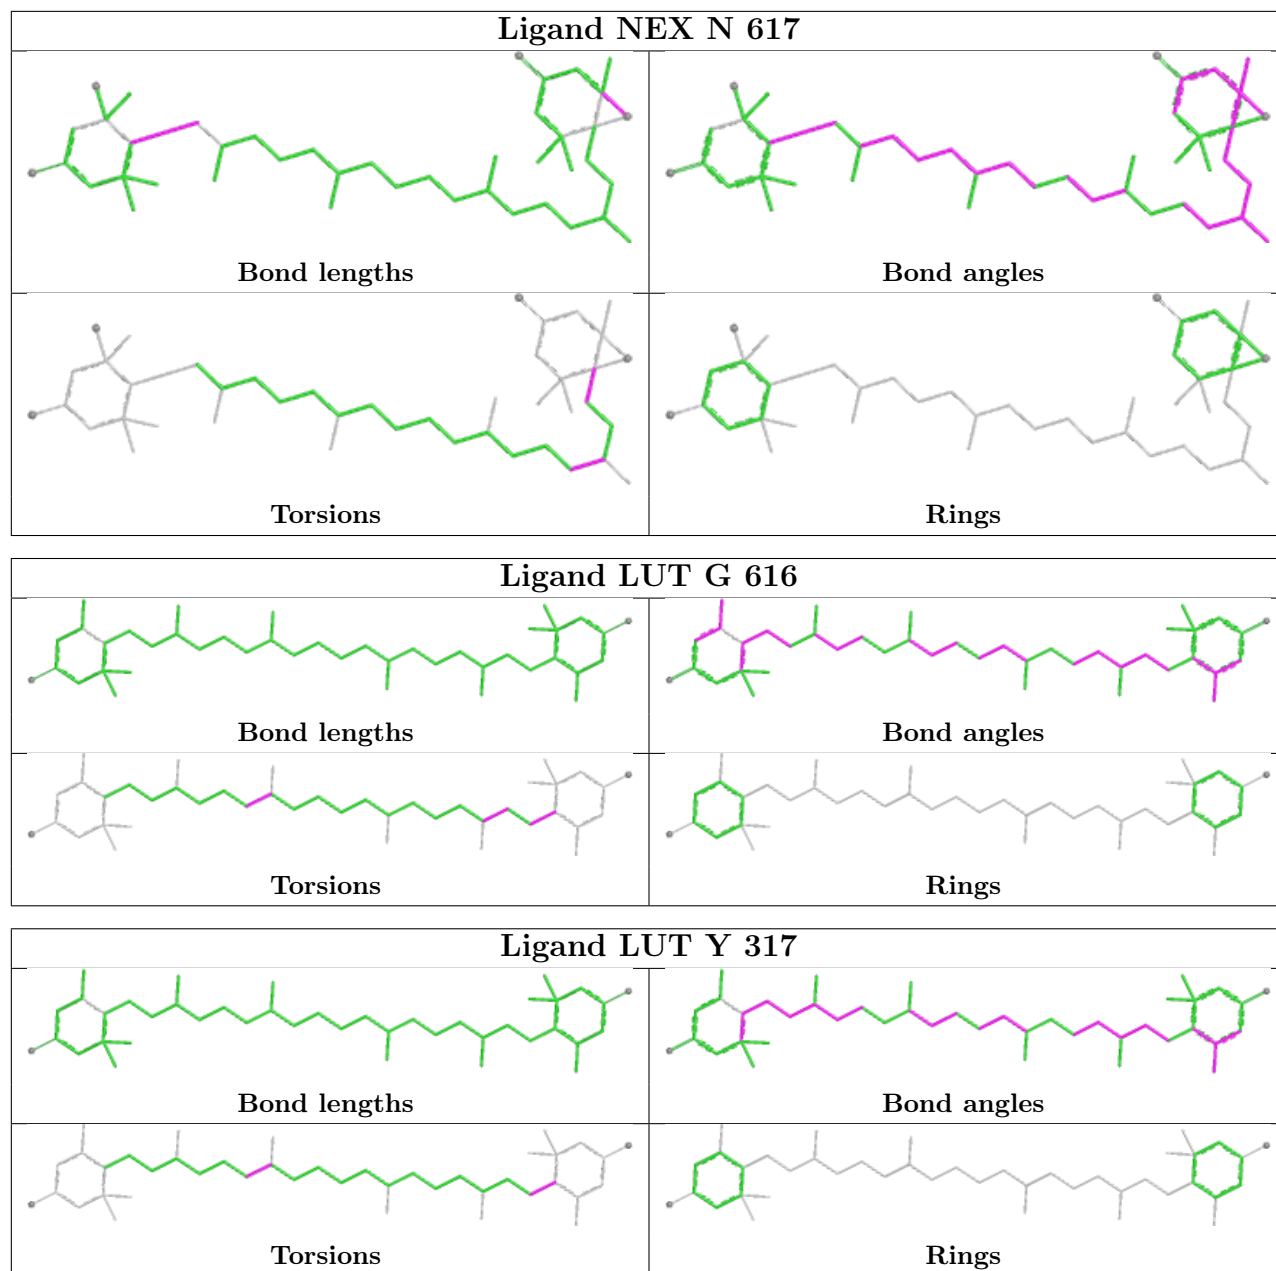 Ligand NEX N 617
Bond lengths
Bond angles
Torsions
Rings
Ligand LUT G 616
Bond lengths
Bond angles
Torsions
Rings
Ligand LUT Y 317
Bond lengths
Bond angles
Torsions
Rings